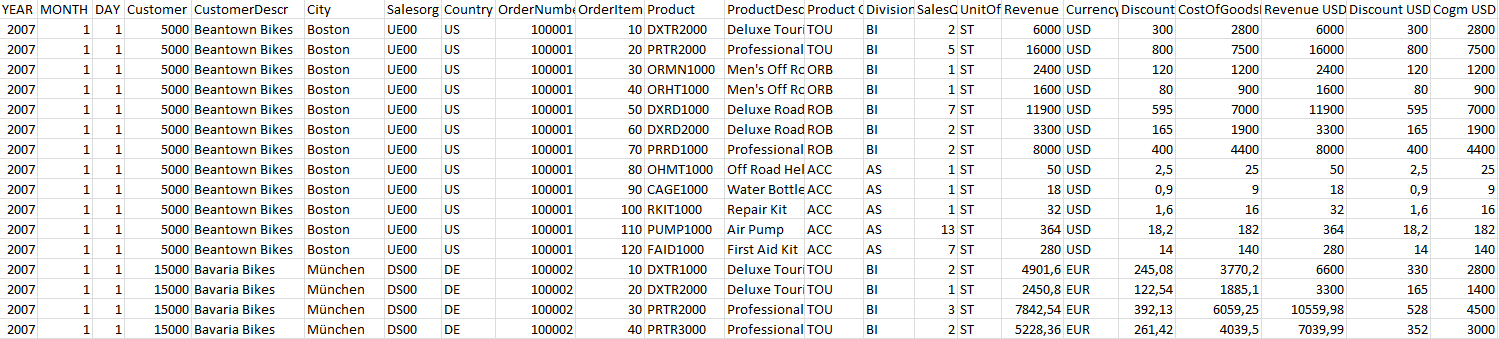 YEAR MONTH DAY Customer CustomerDescr City Salesorg Country OrderNumbe OrderItem Product ProductDesc Product C Division SalesQ UnitOf Revenue Currency Discount CostOfGoods Revenue USD Discount USD Cogm USD
2007 1 1 5000 Beantown Bikes Boston UE00 US 100001 10 DXTR2000 Deluxe Touri TOU BI 2 ST 6000 USD 300 2800 6000 300 2800
2007 1 1 5000 Beantown Bikes Boston UE00 US 100001 20 PRTR2000 Professional TOU BI 5 ST 16000 USD 800 7500 16000 800 7500
2007 1 1 5000 Beantown Bikes Boston UE00 US 100001 30 ORMN1000 Men's Off Ro ORB BI 1 ST 2400 USD 120 1200 2400 120 1200
2007 1 1 5000 Beantown Bikes Boston UE00 US 100001 40 ORHT1000 Men's Off Ro ORB BI 1 ST 1600 USD 80 900 1600 80 900
2007 1 1 5000 Beantown Bikes Boston UE00 US 100001 50 DXRD1000 Deluxe Road ROB BI 7 ST 11900 USD 595 7000 11900 595 7000
2007 1 1 5000 Beantown Bikes Boston UE00 US 100001 60 DXRD2000 Deluxe Road ROB BI 2 ST 3300 USD 165 1900 3300 165 1900
2007 1 1 5000 Beantown Bikes Boston UE00 US 100001 70 PRRD1000 Professional ROB BI 2 ST 8000 USD 400 4400 8000 400 4400
2007 1 1 5000 Beantown Bikes Boston UE00 US 100001 80 OHMT1000 Off Road Hel ACC AS 1 ST 50 USD 2,5 25 50 2,5 25
2007 1 1 5000 Beantown Bikes Boston UE00 US 100001 90 CAGE1000 Water Bottle ACC AS 1 ST 18 USD 0,9 9 18 0,9 9
2007 1 1 5000 Beantown Bikes Boston UE00 US 100001 100 RKIT1000 Repair Kit ACC AS 1 ST 32 USD 1,6 16 32 1,6 16
2007 1 1 5000 Beantown Bikes Boston UE00 US 100001 110 PUMP1000 Air Pump ACC AS 13 ST 364 USD 18,2 182 364 18,2 182
2007 1 1 5000 Beantown Bikes Boston UE00 US 100001 120 FAID1000 First Aid Kit ACC AS 7 ST 280 USD 14 140 280 14 140
2007 1 1 15000 Bavaria Bikes München DS00 DE 100002 10 DXTR1000 Deluxe Touri TOU BI 2 ST 4901,6 EUR 245,08 3770,2 6600 330 2800
2007 1 1 15000 Bavaria Bikes München DS00 DE 100002 20 DXTR2000 Deluxe Touri TOU BI 1 ST 2450,8 EUR 122,54 1885,1 3300 165 1400
2007 1 1 15000 Bavaria Bikes München DS00 DE 100002 30 PRTR2000 Professional TOU BI 3 ST 7842,54 EUR 392,13 6059,25 10559,98 528 4500
2007 1 1 15000 Bavaria Bikes München DS00 DE 100002 40 PRTR3000 Professional TOU BI 2 ST 5228,36 EUR 261,42 4039,5 7039,99 352 3000